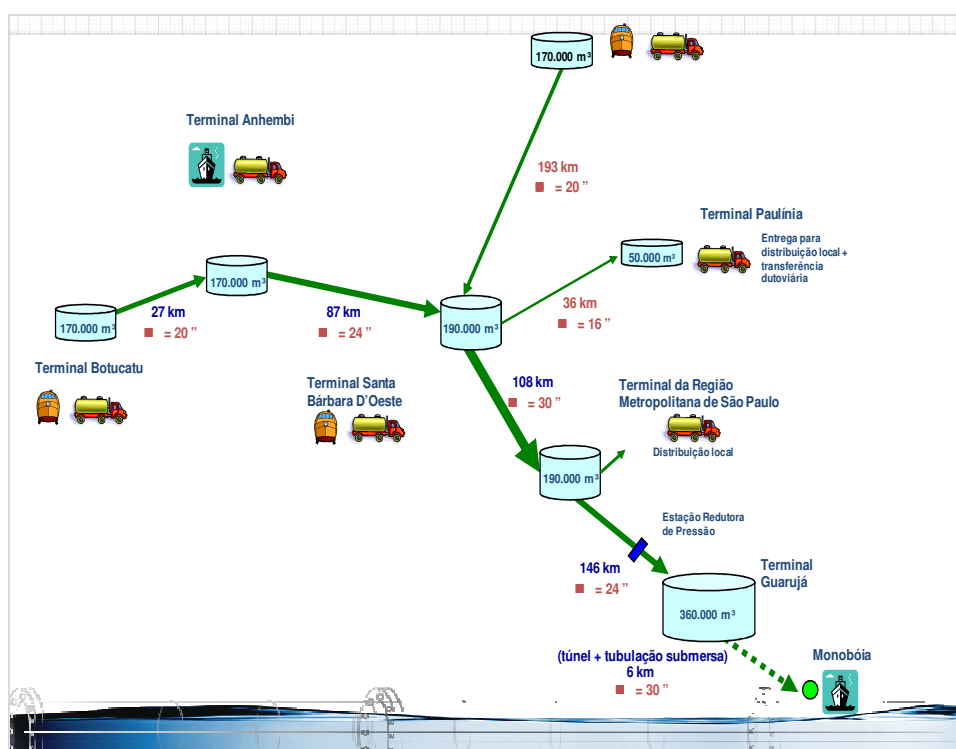 170.000 m³
Terminal Anhembi
193 km
= 20 ”
Terminal Paulínia
Entrega para
distribuição local +
transferência
dutoviária
50.000 m³
170.000 m³
27 km
= 20 ”
87 km
= 24 ”
36 km
= 16 ”
170.000 m³
190.000 m³
Terminal Botucatu
Terminal Santa
Bárbara D’Oeste
108 km
= 30 ”
Terminal da Região
Metropolitana de São Paulo
Distribuição local
190.000 m³
Estação Redutora
de Pressão
146 km
= 24 ”
Terminal
Guarujá
360.000 m³
(túnel + tubulação submersa)
6 km
= 30 ”
Monobóia